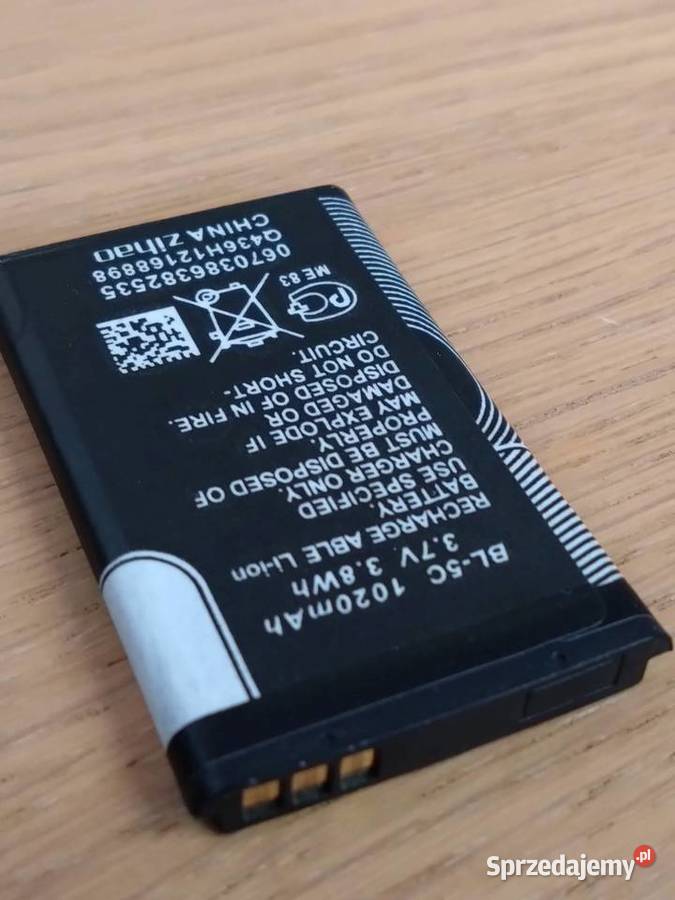 BL-5C 1020mAh
3.7V 3.8Wh
RECHARGE ABLE Li-ion
BATTERY.
USE SPECIFIED
CHARGER ONLY.
MUST BE DISPOSED OF
PROPERLY.
MAY EXPLODE IF
DAMAGED OR
DISPOSED OF IN FIRE.
DO NOT SHORT-
CIRCUIT.
ME 83
0670386382535
Q436H12168898
CHINA Zihao
Sprzedajemy.pl